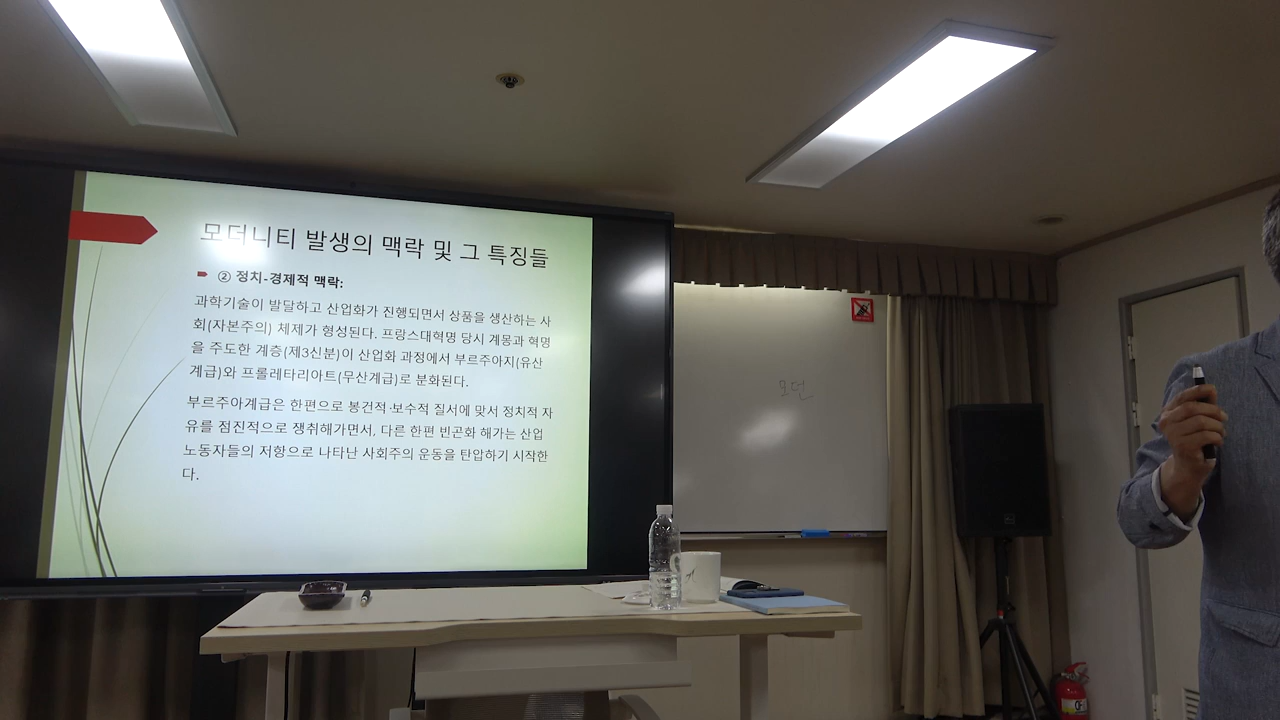 모더니티 발생의 맥락 및 그 특징들
② 정치-경제적 맥락:
과학기술이 발달하고 산업화가 진행되면서 상품을 생산하는 사
회(자본주의) 체제가 형성된다. 프랑스대혁명 당시 계몽과 혁명
을 주도한 계층(제3신분)이 산업화 과정에서 부르주아지(유산
계급)와 프롤레타리아트(무산계급)로 분화된다.
부르주아계급은 한편으로 봉건적·보수적 질서에 맞서 정치적 자
유를 점진적으로 쟁취해가면서, 다른 한편 빈곤화 해가는 산업
노동자들의 저항으로 나타난 사회주의 운동을 탄압하기 시작한
다.
모던